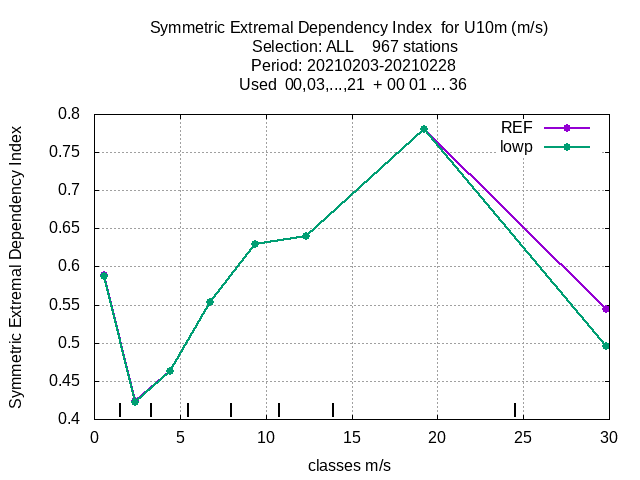 Symmetric Extremal Dependency Index  for U10m (m/s)
Selection: ALL    967 stations
Period: 20210203-20210228
Used  00,03,...,21  + 00 01 ... 36
Symmetric Extremal Dependency Index
0.8
0.75
0.7
0.65
0.6
0.55
0.5
0.45
0.4
REF
lowp
0 5 10 15 20 25 30
classes m/s